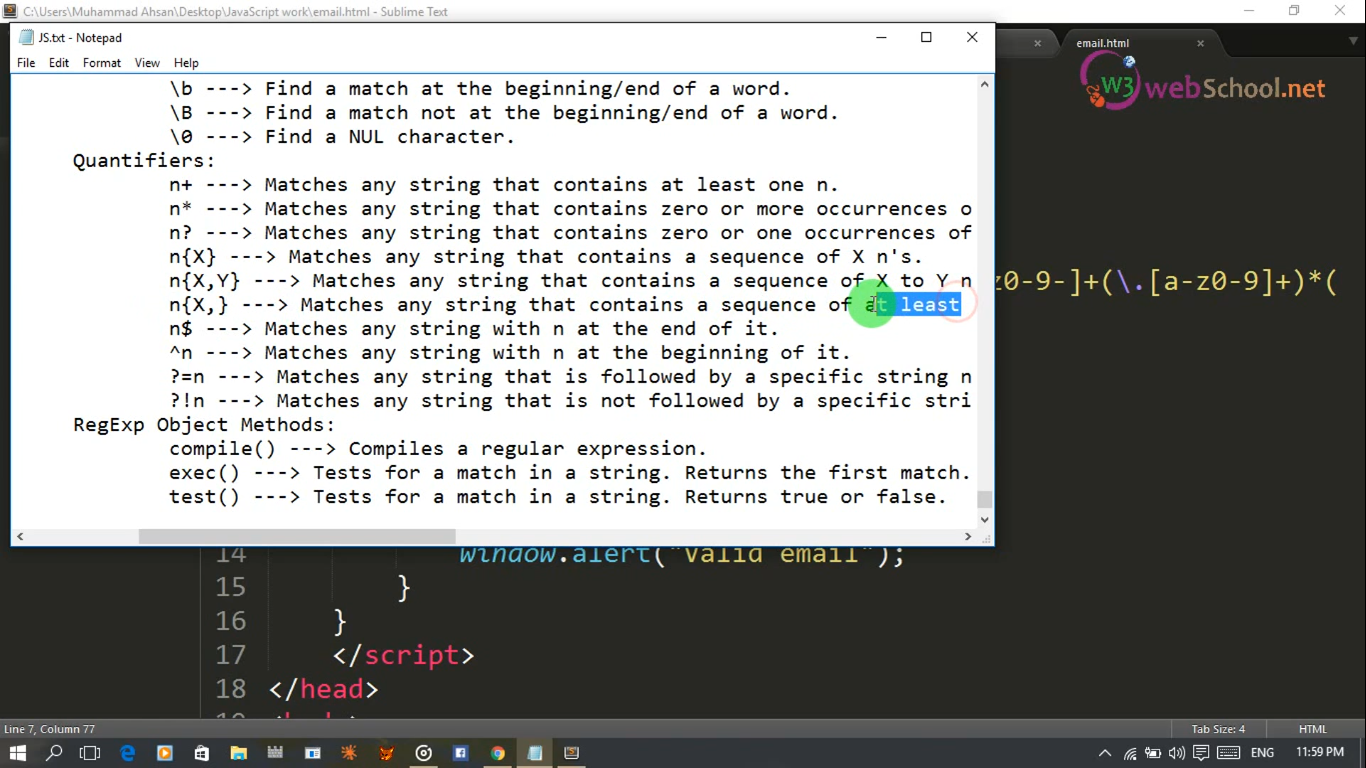 C:\Users\Muhammad Ahsan\Desktop\JavaScript work\email.html - Sublime Text
JS.txt - Notepad
email.html
File Edit Format View Help
W3 webSchool.net
\b ---> Find a match at the beginning/end of a word.
\B ---> Find a match not at the beginning/end of a word.
\0 ---> Find a NUL character.
Quantifiers:
n+ ---> Matches any string that contains at least one n.
n* ---> Matches any string that contains zero or more occurrences o
n? ---> Matches any string that contains zero or one occurrences of
n{X} ---> Matches any string that contains a sequence of X n's.
n{X,Y} ---> Matches any string that contains a sequence of X to Y n
z0-9-]+(\.[a-z0-9]+)*(
n{X,} ---> Matches any string that contains a sequence of at least
n$ ---> Matches any string with n at the end of it.
^n ---> Matches any string with n at the beginning of it.
?=n ---> Matches any string that is followed by a specific string n
?!n ---> Matches any string that is not followed by a specific stri
RegExp Object Methods:
compile() ---> Compiles a regular expression.
exec() ---> Tests for a match in a string. Returns the first match.
test() ---> Tests for a match in a string. Returns true or false.
14 window.alert("Valid email");
15 }
16 }
17 </script>
18 </head>
Line 7, Column 77
Tab Size: 4
HTML
ENG
11:59 PM